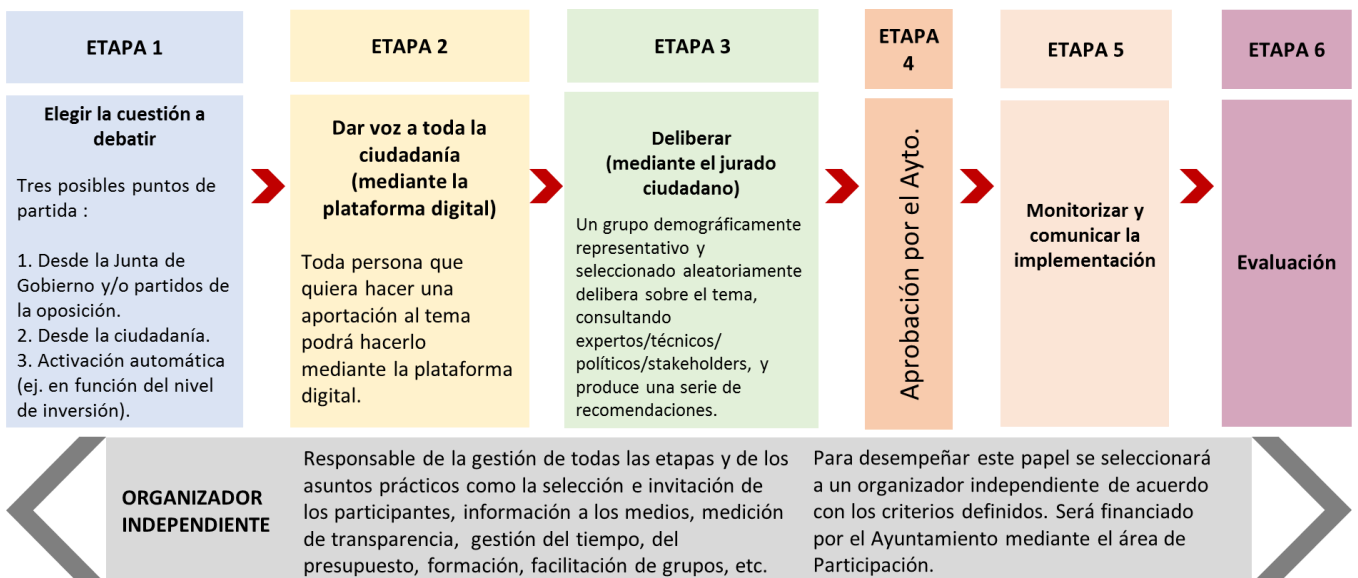 ETAPA 1
Elegir la cuestión a
debatir
Tres posibles puntos de
partida :
1. Desde la Junta de
Gobierno y/o partidos de
la oposición.
2. Desde la ciudadanía.
3. Activación automática
(ej. en función del nivel
de inversión).
ETAPA 2
Dar voz a toda la
ciudadanía
(mediante la
plataforma digital)
Toda persona que
quiera hacer una
aportación al tema
podrá hacerlo
mediante la plataforma
digital.
ETAPA 3
Deliberar
(mediante el jurado
ciudadano)
Un grupo demográficamente
representativo y
seleccionado aleatoriamente
delibera sobre el tema,
consultando
expertos/técnicos/
políticos/stakeholders, y
produce una serie de
recomendaciones.
ETAPA
4
Aprobación por el Ayto.
ETAPA 5
Monitorizar y
comunicar la
implementación
ETAPA 6
Evaluación
ORGANIZADOR
INDEPENDIENTE
Responsable de la gestión de todas las etapas y de los
asuntos prácticos como la selección e invitación de
los participantes, información a los medios, medición
de transparencia, gestión del tiempo, del
presupuesto, formación, facilitación de grupos, etc.
Para desempeñar este papel se seleccionará
a un organizador independiente de acuerdo
con los criterios definidos. Será financiado
por el Ayuntamiento mediante el área de
Participación.